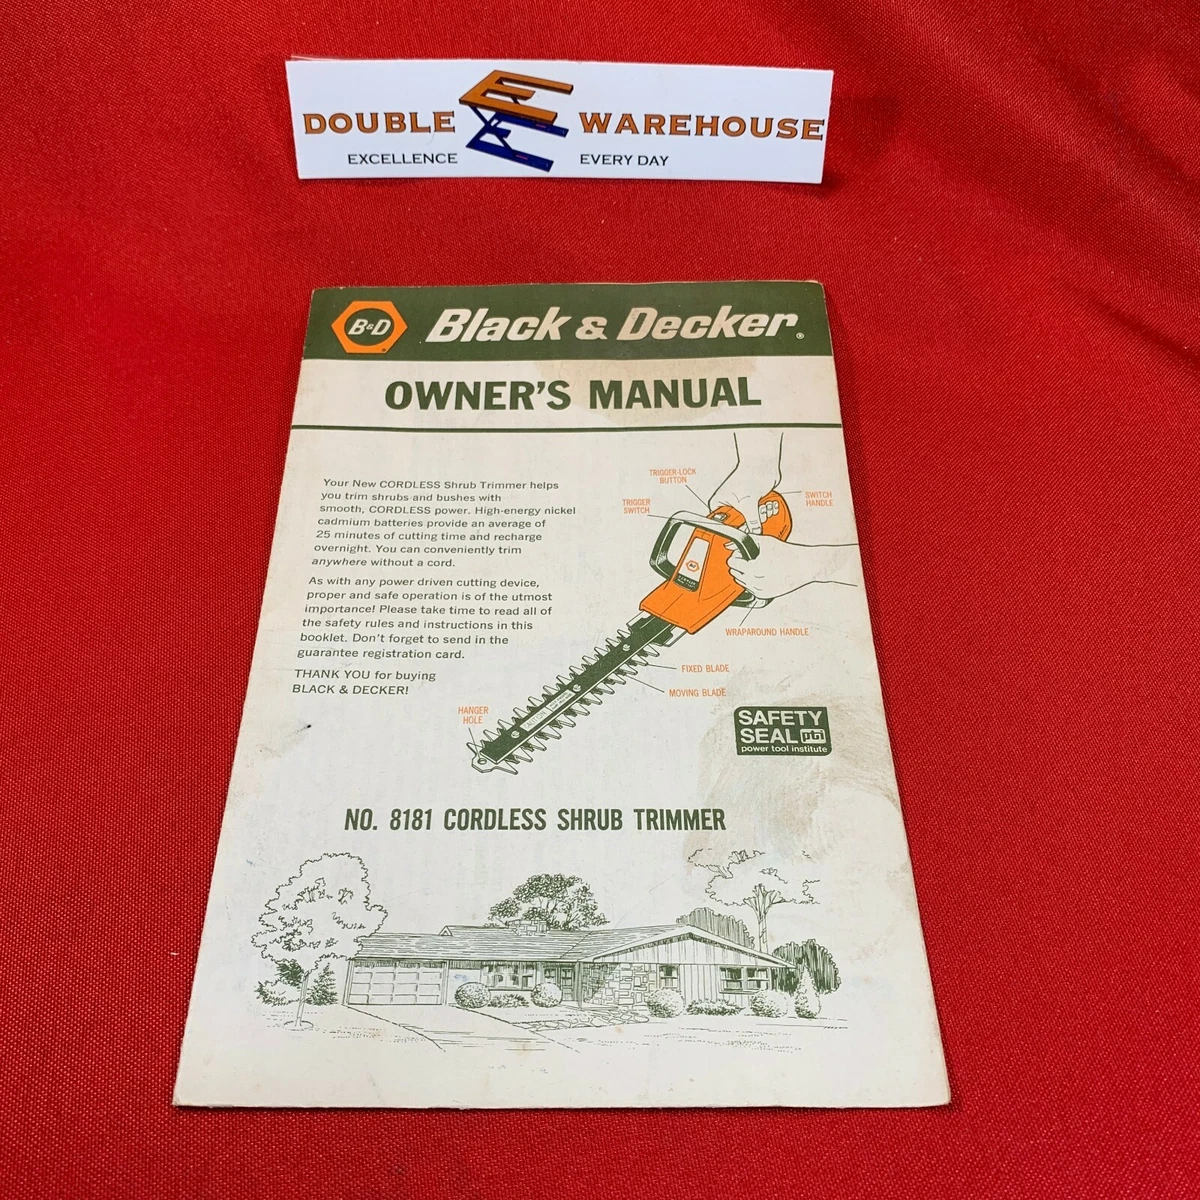 DOUBLE WAREHOUSE
EXCELLENCE EVERY DAY
B&D Black & Decker®
OWNER'S MANUAL
Your New CORDLESS Shrub Trimmer helps
you trim shrubs and bushes with
smooth, CORDLESS power. High-energy nickel
cadmium batteries provide an average of
25 minutes of cutting time and recharge
overnight. You can conveniently trim
anywhere without a cord.
As with any power driven cutting device,
proper and safe operation is of the utmost
importance! Please take time to read all of
the safety rules and instructions in this
booklet. Don't forget to send in the
guarantee registration card.
THANK YOU for buying
BLACK & DECKER!
TRIGGER-LOCK
BUTTON
TRIGGER
SWITCH
SWITCH
HANDLE
WRAPAROUND HANDLE
FIXED BLADE
MOVING BLADE
HANGER
HOLE
CAUTION
SAFETY
SEAL pti
power tool institute
NO. 8181 CORDLESS SHRUB TRIMMER